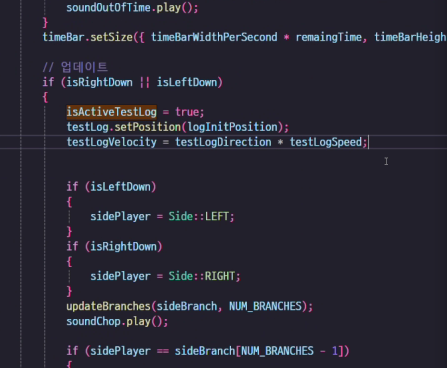 soundOutOfTime.play();
}
timeBar.setSize({ timeBarWidthPerSecond * remaingTime, timeBarHeigh
// 업데이트
if (isRightDown || isLeftDown)
{
isActiveTestLog = true;
testLog.setPosition(logInitPosition);
testLogVelocity = testLogDirection * testLogSpeed;
if (isLeftDown)
{
sidePlayer = Side::LEFT;
}
if (isRightDown)
{
sidePlayer = Side::RIGHT;
}
updateBranches(sideBranch, NUM_BRANCHES);
soundChop.play();
if (sidePlayer == sideBranch[NUM_BRANCHES - 1])
{